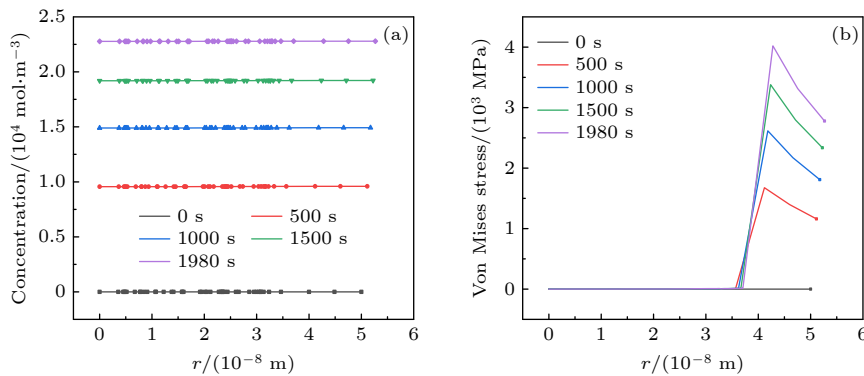 (a)
Concentration/(10⁴ mol·m⁻³)
2.5
2.0
1.5
1.0
0.5
0
0 s
500 s
1000 s
1500 s
1980 s
0
1
2
3
4
5
6
r/(10⁻⁸ m)
(b)
Von Mises stress/(10³ MPa)
4
3
2
1
0
0 s
500 s
1000 s
1500 s
1980 s
0
1
2
3
4
5
6
r/(10⁻⁸ m)